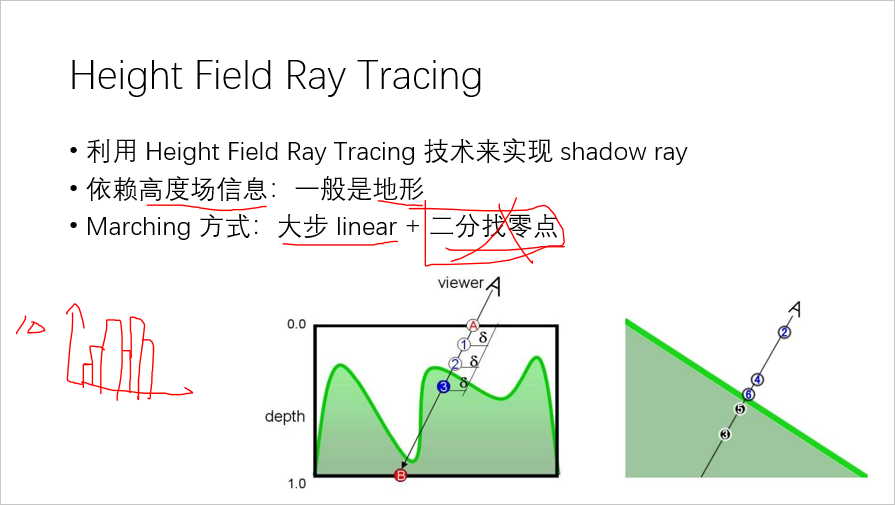 Height Field Ray Tracing
• 利用 Height Field Ray Tracing 技术来实现 shadow ray
• 依赖高度场信息：一般是地形
• Marching 方式：大步 linear + 二分找零点
viewer
A
0.0
1
δ
2
δ
3
δ
depth
B
1.0
2
4
6
5
3